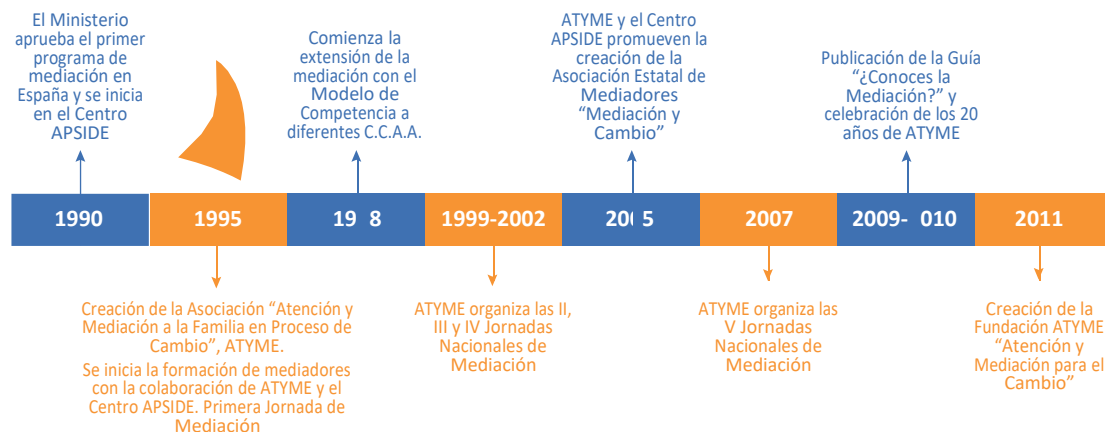 El Ministerio
aprueba el primer
programa de
mediación en
España y se inicia
en el Centro
APSIDE
Comienza la
extensión de la
mediación con el
Modelo de
Competencia a
diferentes C.C.A.A.
ATYME y el Centro
APSIDE promueven la
creación de la
Asociación Estatal de
Mediadores
“Mediación y
Cambio”
Publicación de la Guía
“¿Conoces la
Mediación?” y
celebración de los 20
años de ATYME
1990
1995
1999-2002
2007
2011
Creación de la Asociación “Atención y
Mediación a la Familia en Proceso de
Cambio”, ATYME.
Se inicia la formación de mediadores
con la colaboración de ATYME y el
Centro APSIDE. Primera Jornada de
Mediación
ATYME organiza las II,
III y IV Jornadas
Nacionales de
Mediación
ATYME organiza las
V Jornadas
Nacionales de
Mediación
Creación de la
Fundación ATYME
“Atención y
Mediación para el
Cambio”